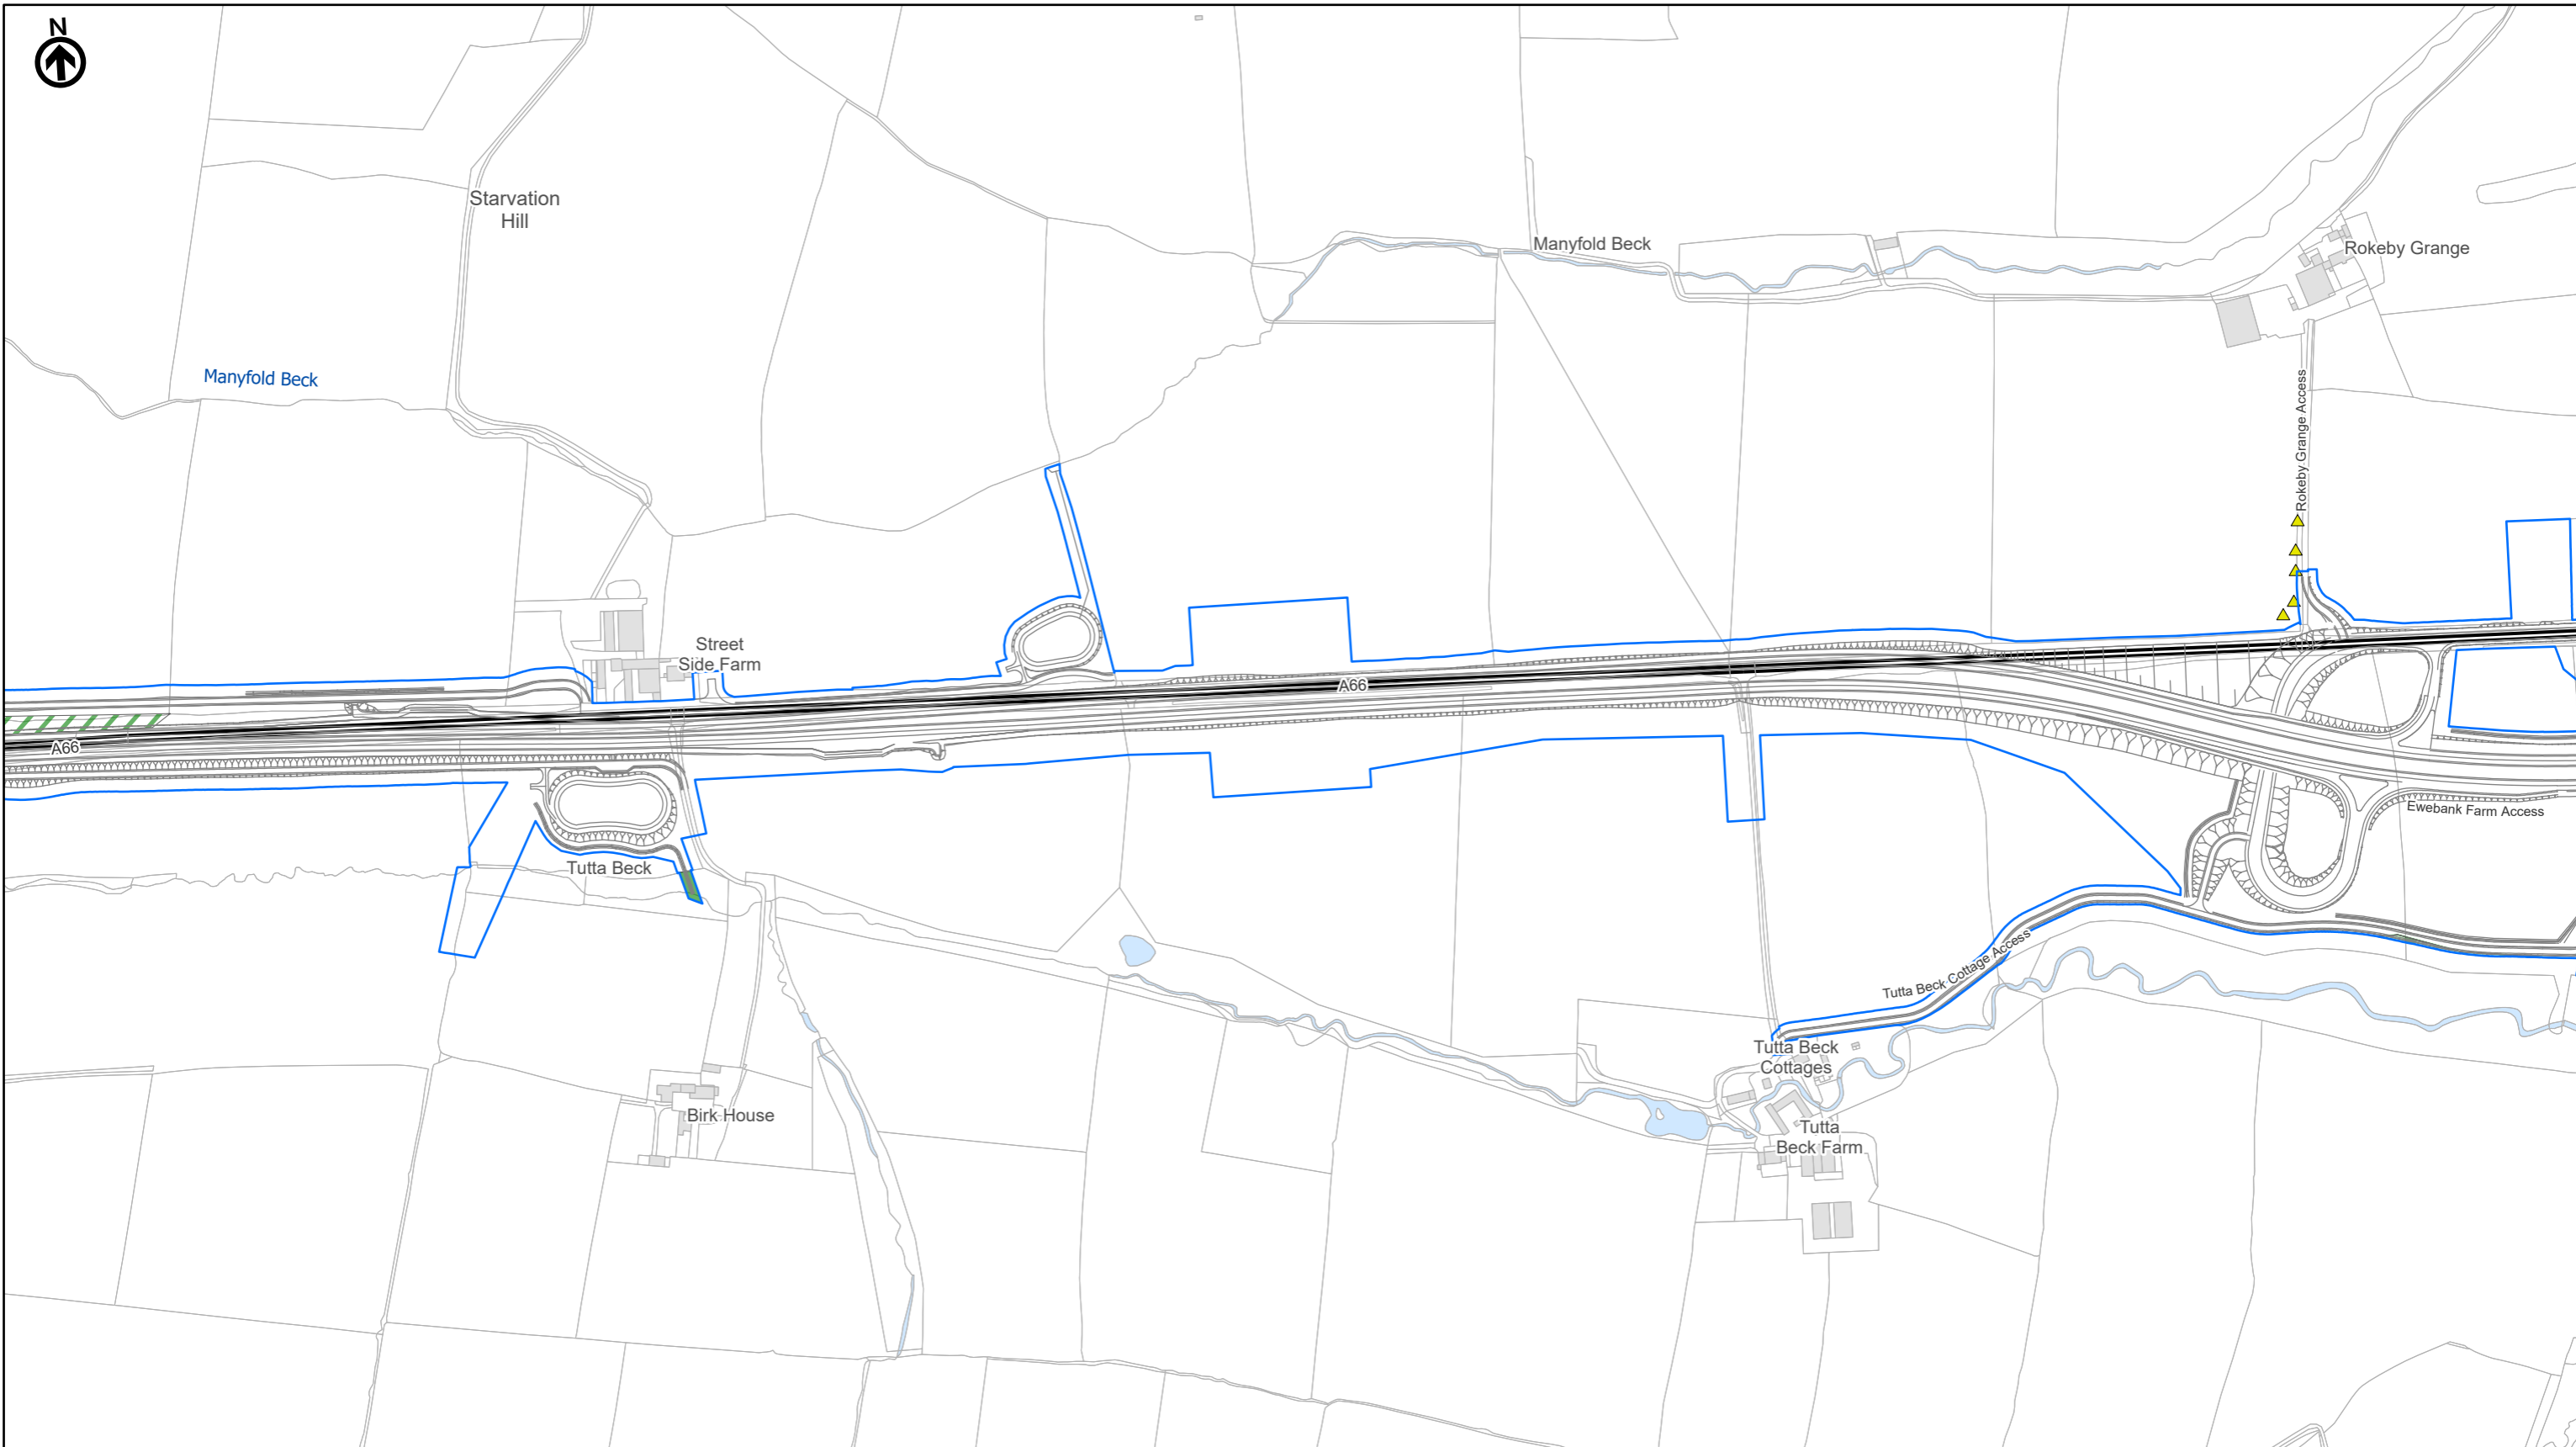 N
Starvation
Hill
Manyfold Beck
Rokeby Grange
Manyfold Beck
Rokeby Grange Access
Street
Side Farm
A66
A66
Ewebank Farm Access
Tutta Beck
Tutta Beck Cottage Access
Tutta Beck
Cottages
Birk House
Tutta
Beck Farm